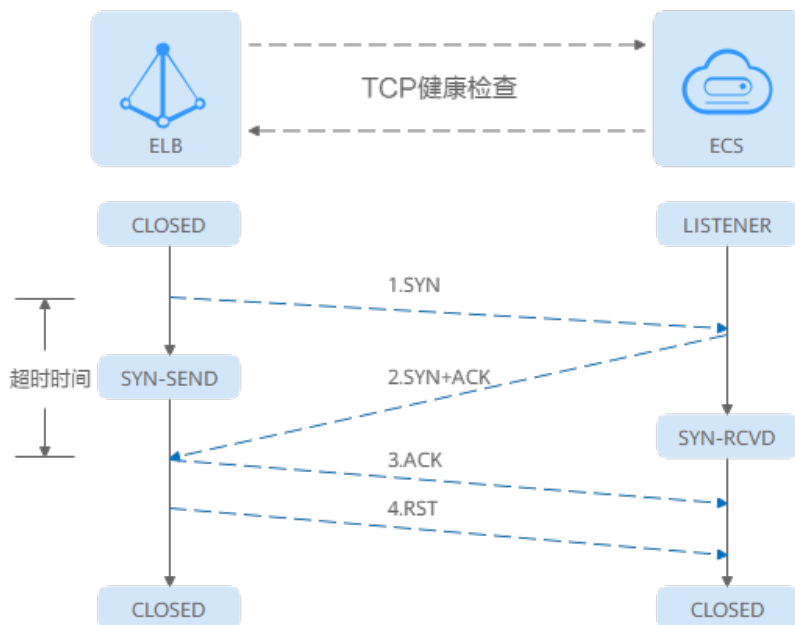 TCP健康检查
ELB
ECS
CLOSED
LISTENER
1.SYN
超时时间
SYN-SEND
2.SYN+ACK
SYN-RCVD
3.ACK
4.RST
CLOSED
CLOSED